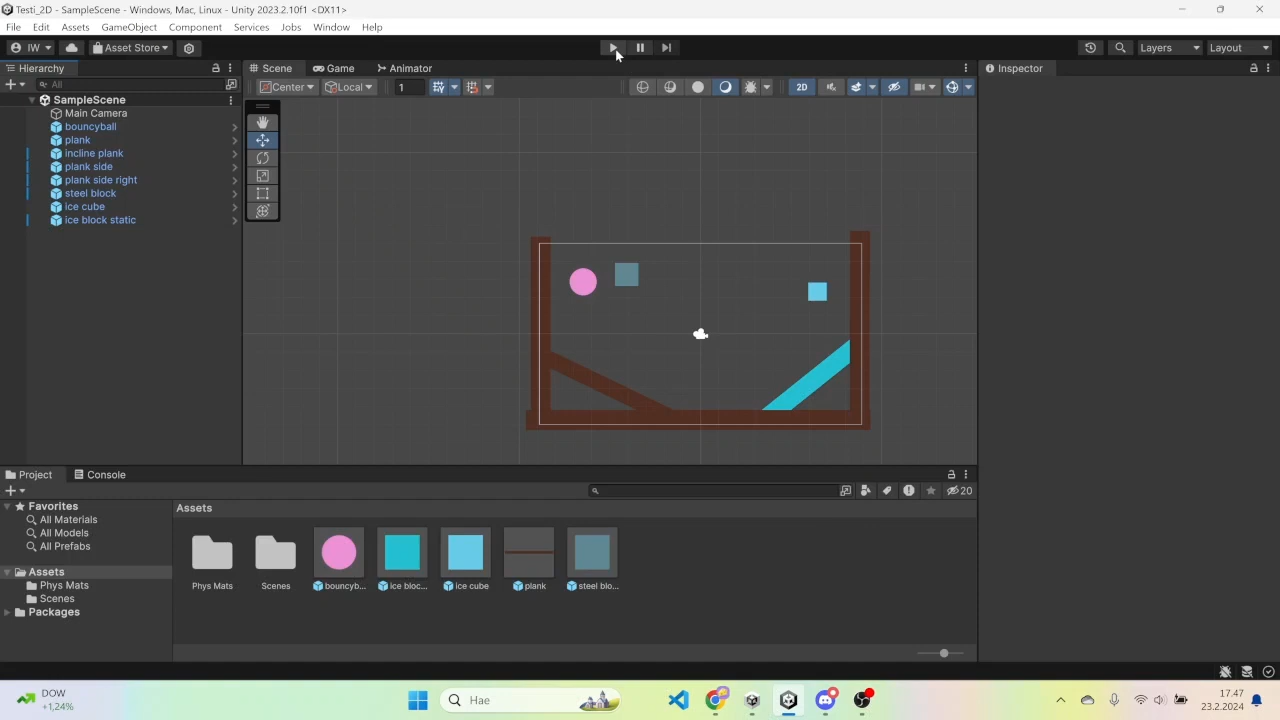 Testi_2D - SampleScene - Windows, Mac, Linux - Unity 2023.2.10f1 <DX11>
File Edit Assets GameObject Component Services Jobs Window Help
IW Asset Store Layers Layout
Hierarchy
All
SampleScene
Main Camera
bouncyball
plank
incline plank
plank side
plank side right
steel block
ice cube
ice block static
Scene Game Animator
Center Local 1 2D
Inspector
Project Console
20
Favorites
All Materials
All Models
All Prefabs
Assets
Phys Mats
Scenes
Packages
Assets
Phys Mats Scenes bouncyb... ice bloc... ice cube plank steel blo...
DOW
+1,24%
Hae
17.47
23.2.2024